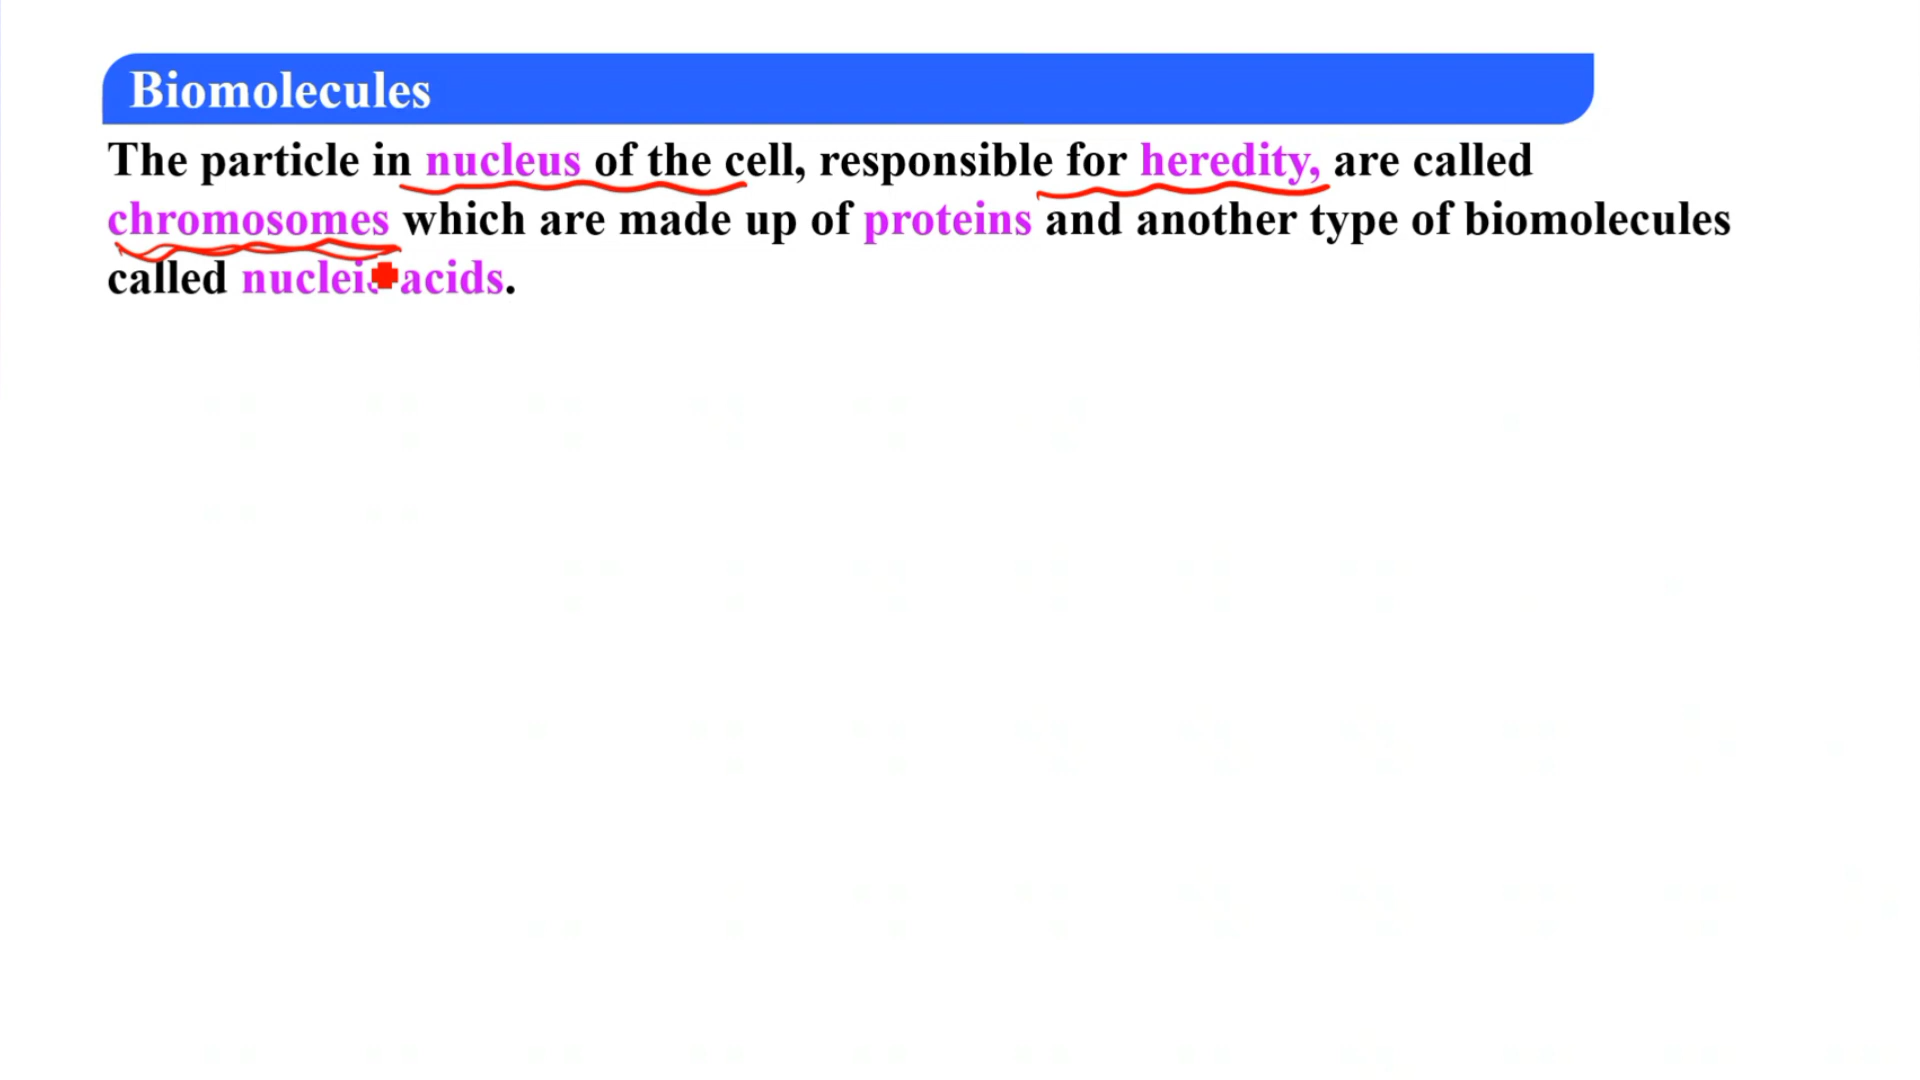 Biomolecules
The particle in nucleus of the cell, responsible for heredity, are called
chromosomes which are made up of proteins and another type of biomolecules
called nucleic acids.